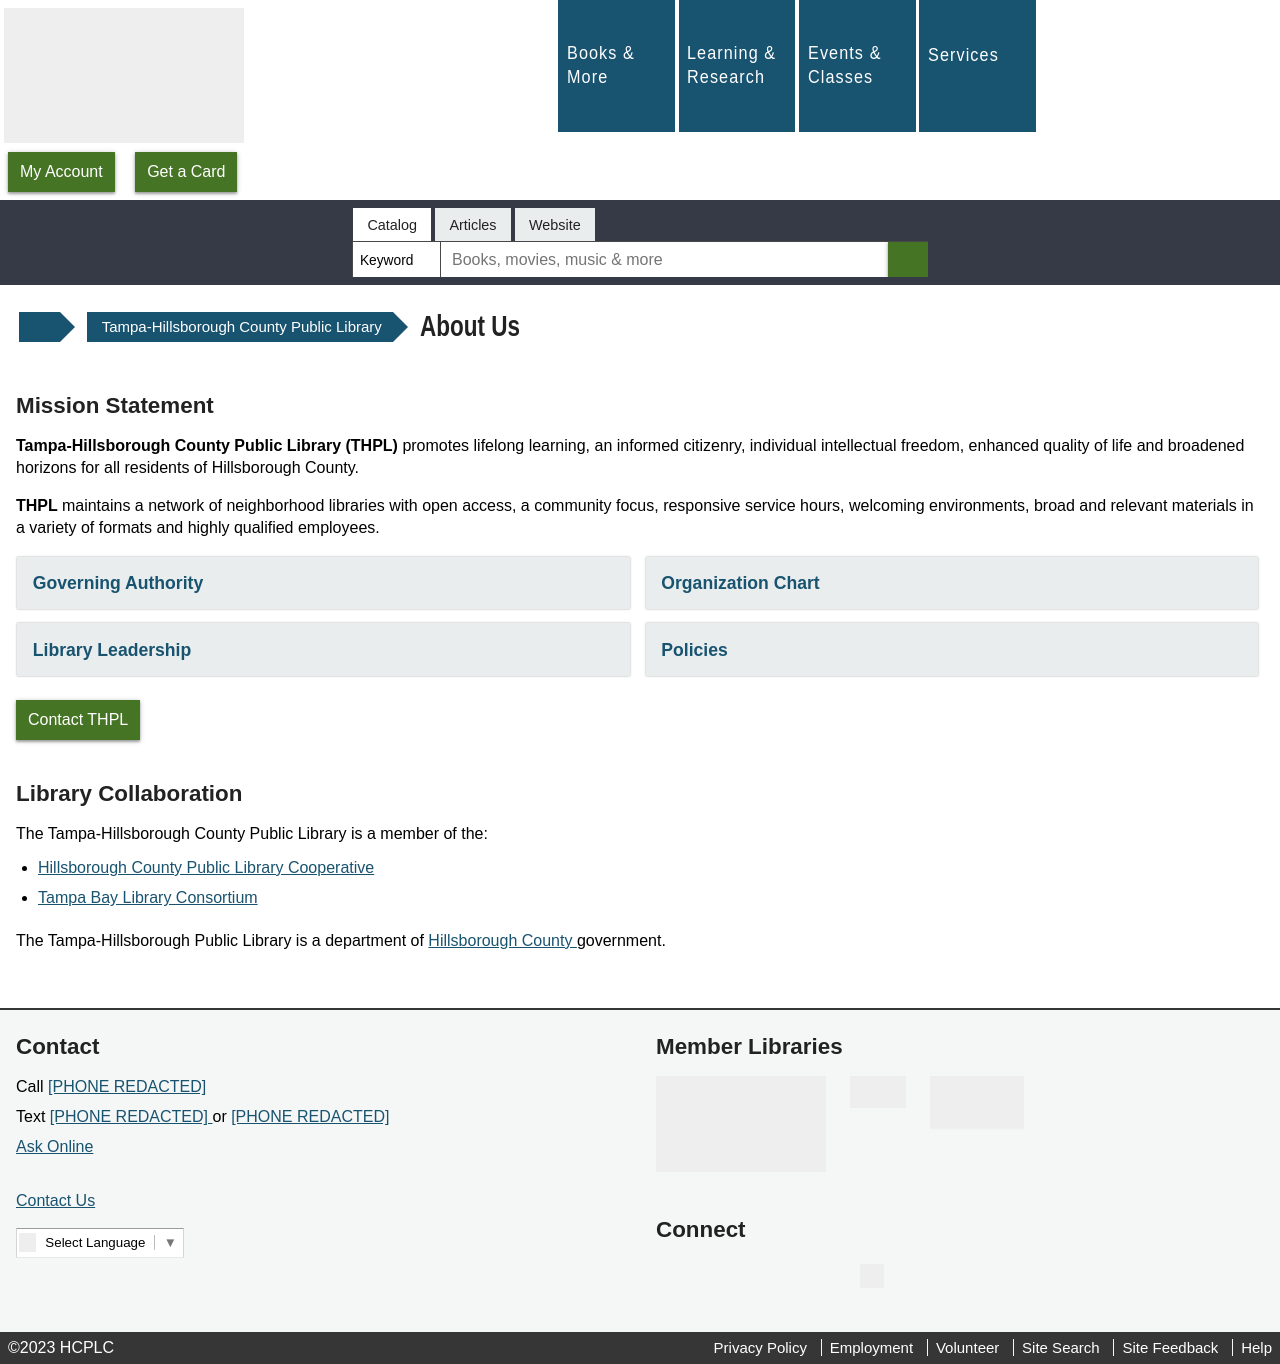 Books &
More
Learning &
Research
Events &
Classes
Services
My Account
Get a Card
Catalog
Articles
Website
Keyword
Books, movies, music & more
Tampa-Hillsborough County Public Library
About Us
Mission Statement
Tampa-Hillsborough County Public Library (THPL) promotes lifelong learning, an informed citizenry, individual intellectual freedom, enhanced quality of life and broadened
horizons for all residents of Hillsborough County.
THPL maintains a network of neighborhood libraries with open access, a community focus, responsive service hours, welcoming environments, broad and relevant materials in
a variety of formats and highly qualified employees.
Governing Authority
Organization Chart
Library Leadership
Policies
Contact THPL
Library Collaboration
The Tampa-Hillsborough County Public Library is a member of the:
• Hillsborough County Public Library Cooperative
• Tampa Bay Library Consortium
The Tampa-Hillsborough Public Library is a department of Hillsborough County government.
Contact
Call [PHONE REDACTED]
Text [PHONE REDACTED] or [PHONE REDACTED]
Ask Online
Contact Us
Select Language ▼
Member Libraries
Connect
©2023 HCPLC
Privacy Policy
Employment
Volunteer
Site Search
Site Feedback
Help